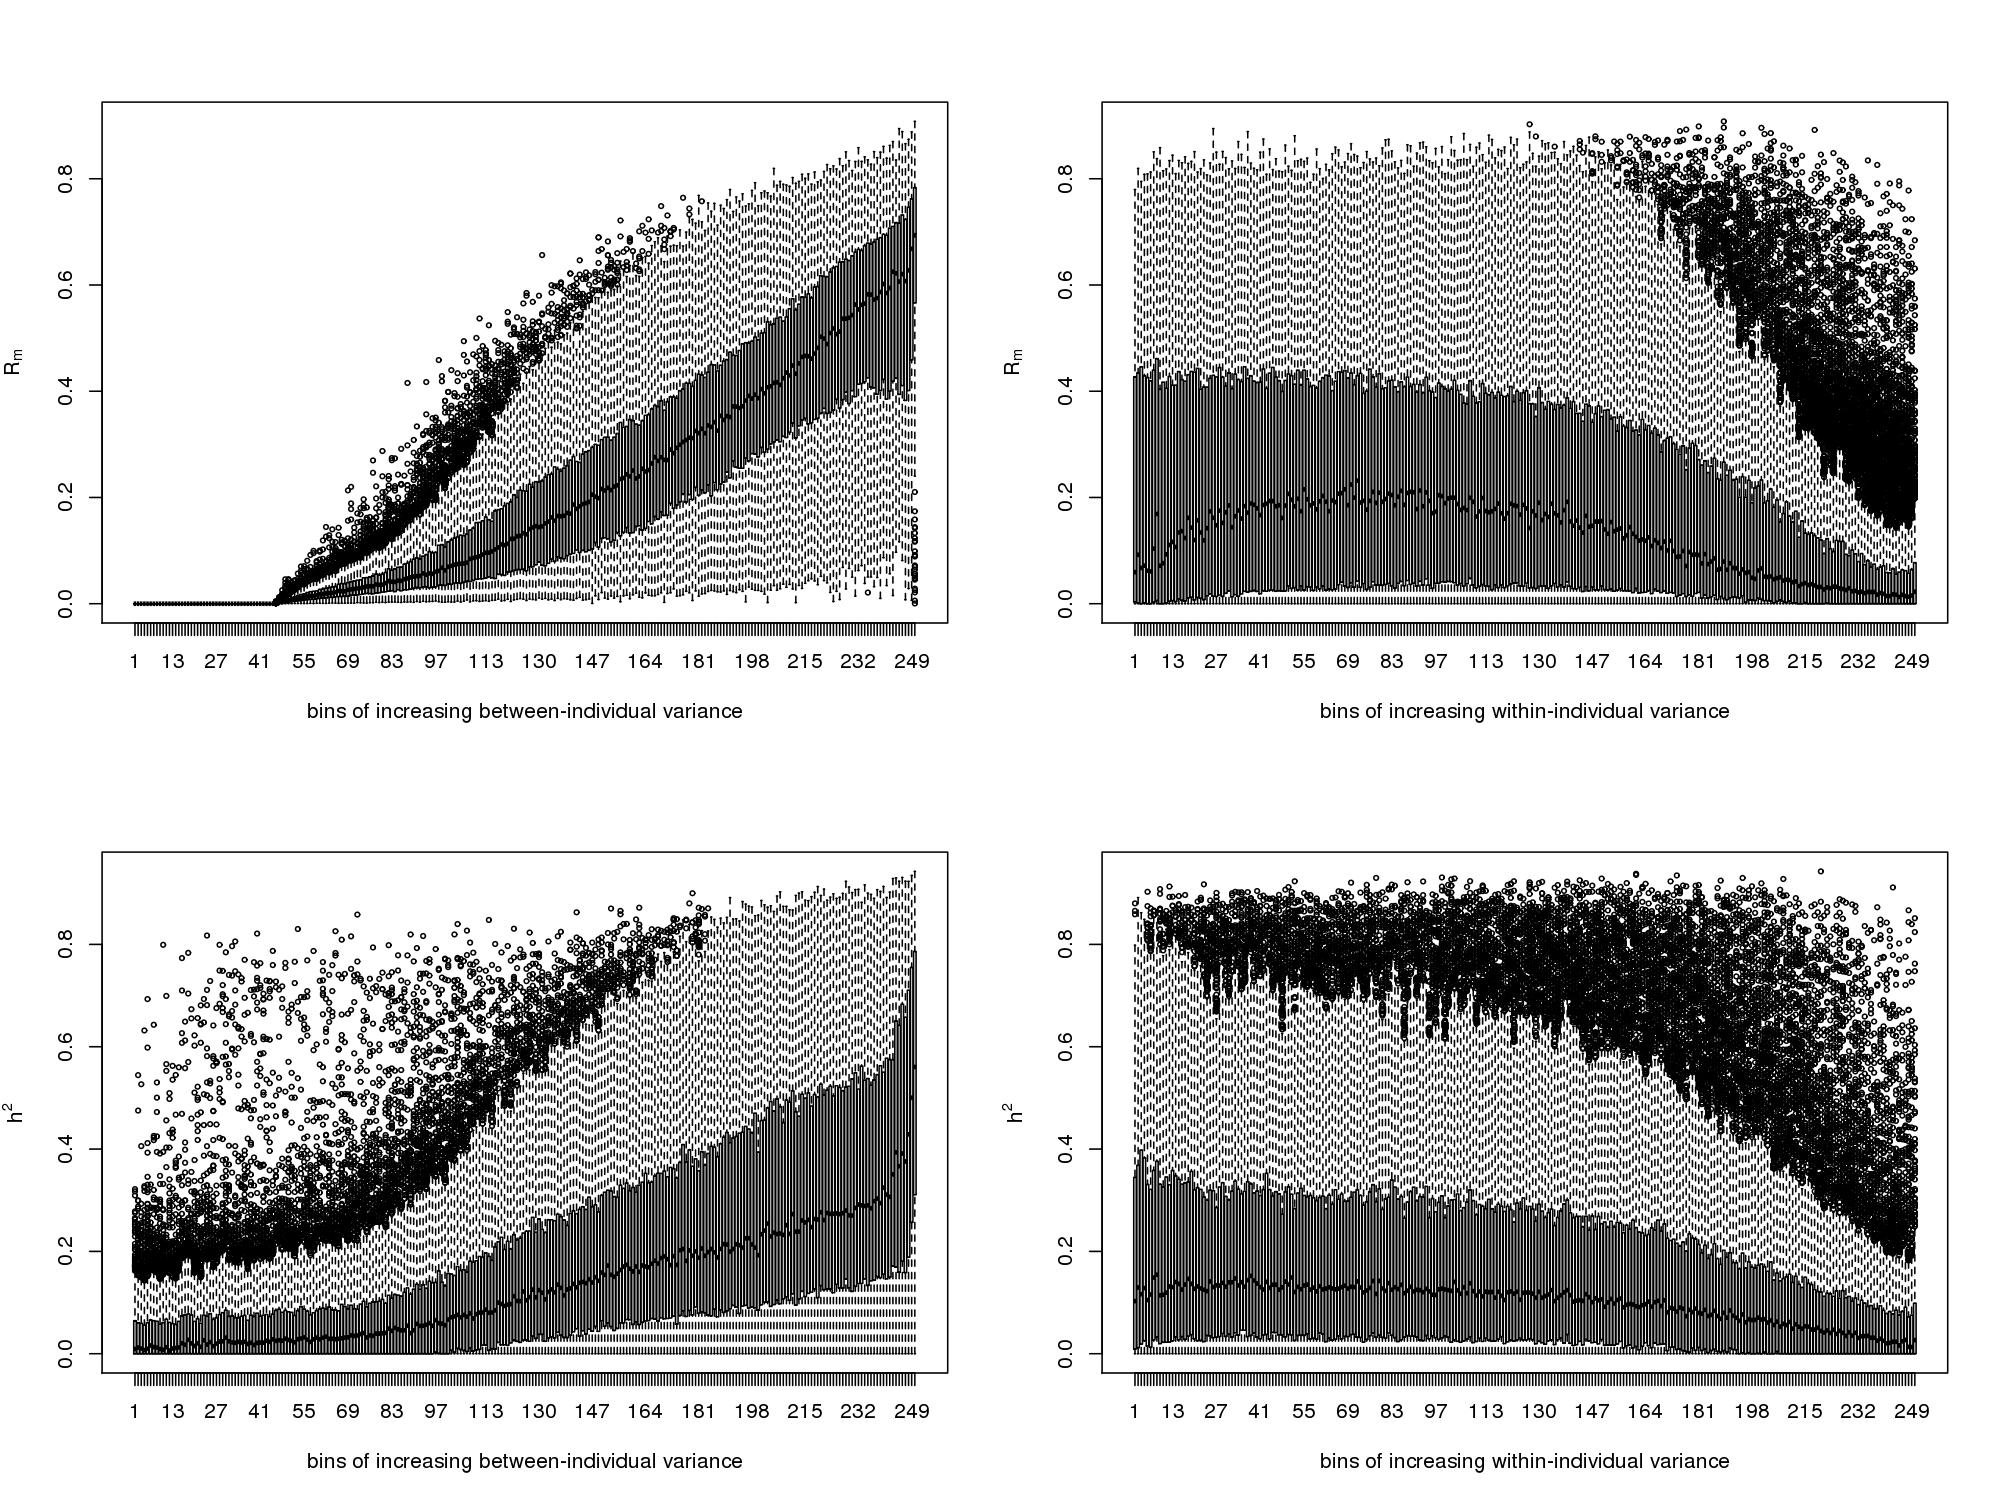 R_m
0.0 0.2 0.4 0.6 0.8
1 13 27 41 55 69 83 97 113 130 147 164 181 198 215 232 249
bins of increasing between-individual variance
R_m
0.0 0.2 0.4 0.6 0.8
1 13 27 41 55 69 83 97 113 130 147 164 181 198 215 232 249
bins of increasing within-individual variance
h²
0.0 0.2 0.4 0.6 0.8
1 13 27 41 55 69 83 97 113 130 147 164 181 198 215 232 249
bins of increasing between-individual variance
h²
0.0 0.2 0.4 0.6 0.8
1 13 27 41 55 69 83 97 113 130 147 164 181 198 215 232 249
bins of increasing within-individual variance